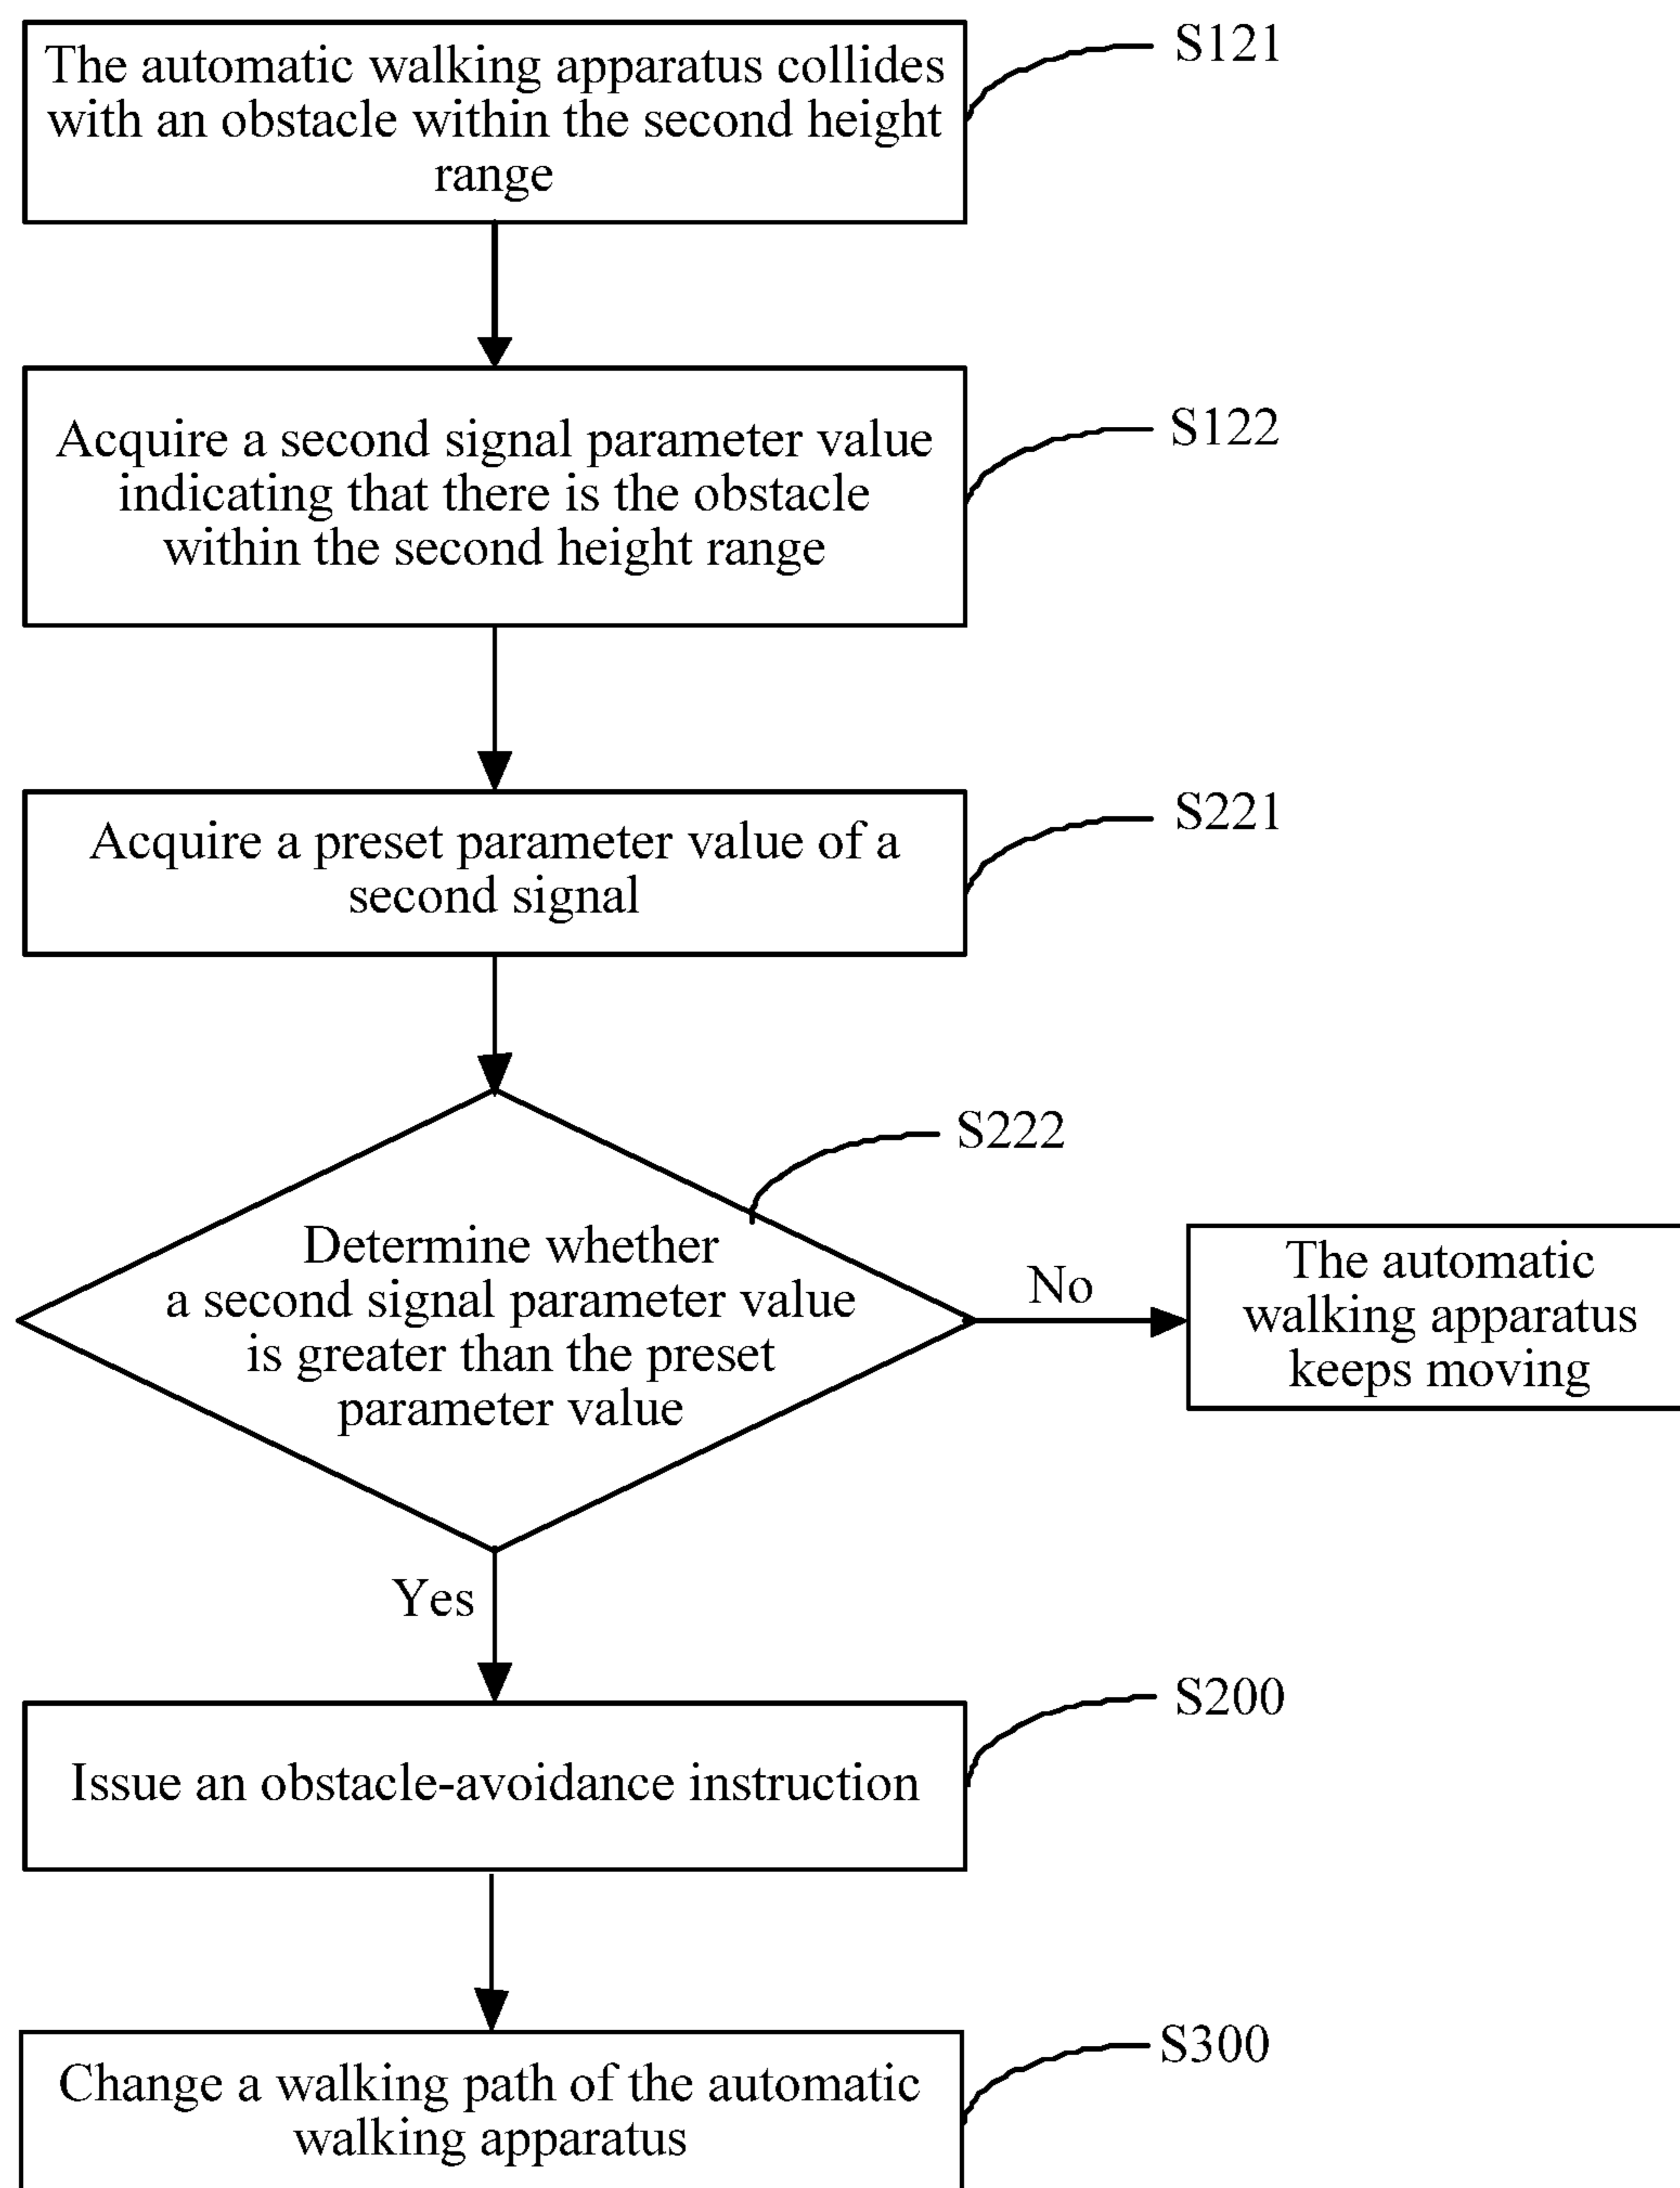 The automatic walking apparatus collides
with an obstacle within the second height
range
S121
Acquire a second signal parameter value
indicating that there is the obstacle
within the second height range
S122
Acquire a preset parameter value of a
second signal
S221
S222
Determine whether
a second signal parameter value
is greater than the preset
parameter value
No
The automatic
walking apparatus
keeps moving
Yes
Issue an obstacle-avoidance instruction
S200
Change a walking path of the automatic
walking apparatus
S300